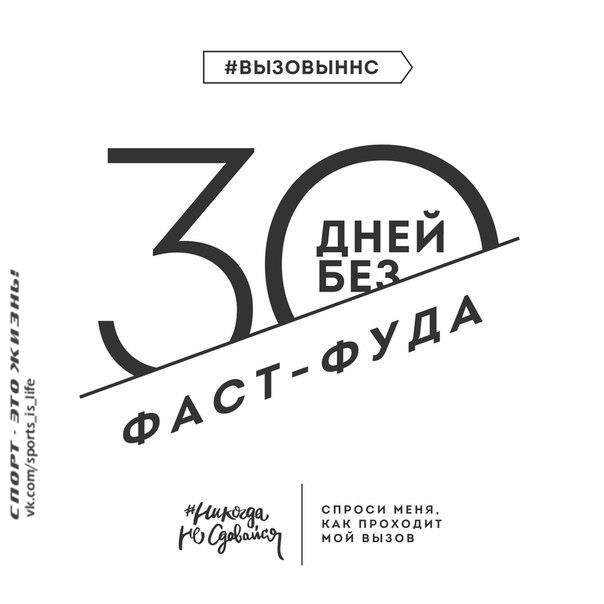 #ВЫЗОВЫННС
30
ДНЕЙ
БЕЗ
ФАСТ-ФУДА
#Никогда
Не Сдавайся
СПРОСИ МЕНЯ,
КАК ПРОХОДИТ
МОЙ ВЫЗОВ
СПОРТ - ЭТО ЖИЗНЬ!
vk.com/sports_is_life